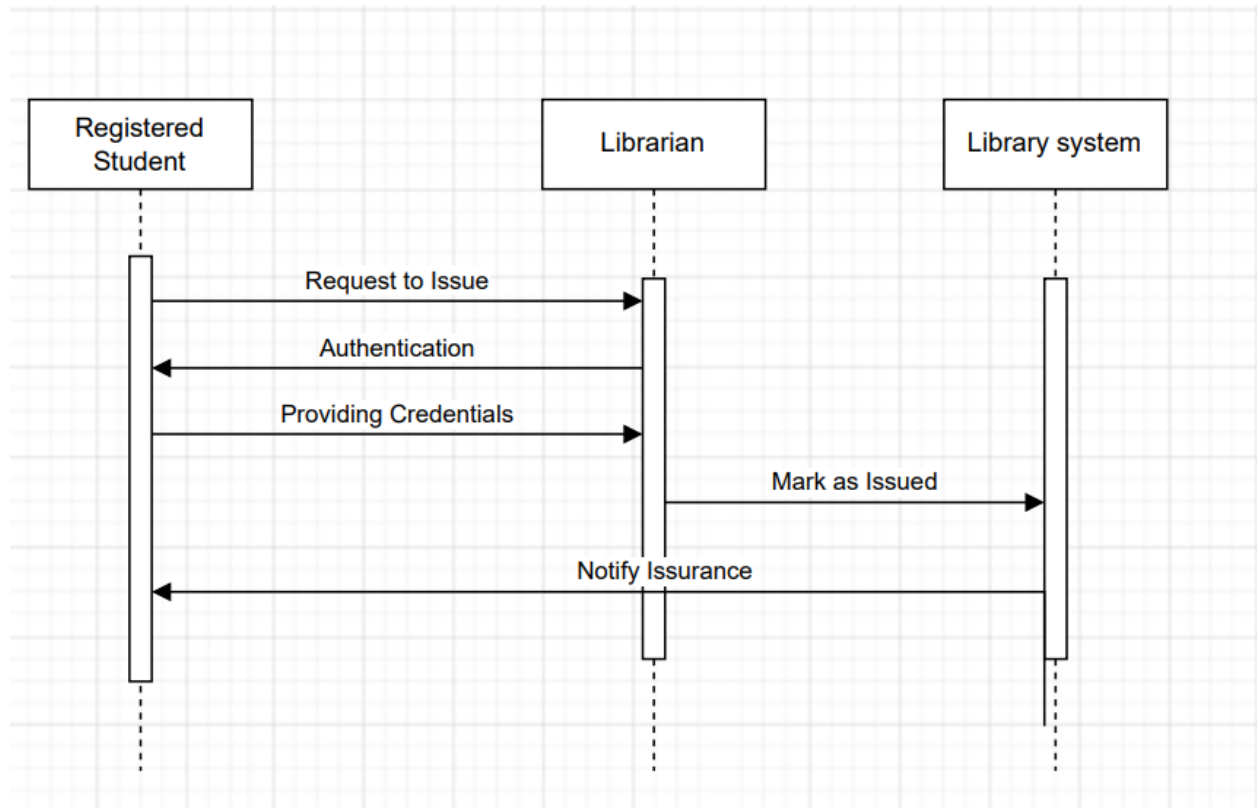 Registered
Student
Librarian
Library system
Request to Issue
Authentication
Providing Credentials
Mark as Issued
Notify Issurance